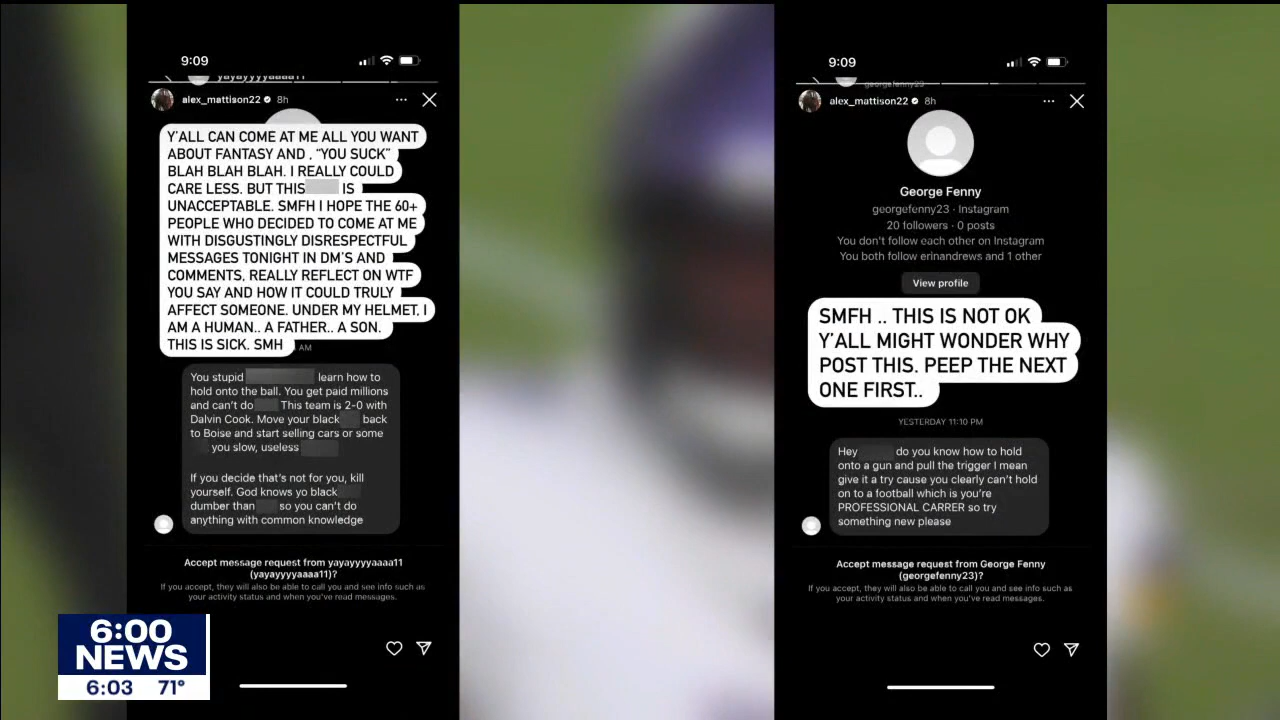 9:09
yayayyyyaaaa11
alex_mattison22 8h
Y'ALL CAN COME AT ME ALL YOU WANT
ABOUT FANTASY AND , "YOU SUCK"
BLAH BLAH BLAH. I REALLY COULD
CARE LESS. BUT THIS IS
UNACCEPTABLE. SMFH I HOPE THE 60+
PEOPLE WHO DECIDED TO COME AT ME
WITH DISGUSTINGLY DISRESPECTFUL
MESSAGES TONIGHT IN DM'S AND
COMMENTS, REALLY REFLECT ON WTF
YOU SAY AND HOW IT COULD TRULY
AFFECT SOMEONE. UNDER MY HELMET, I
AM A HUMAN.. A FATHER.. A SON.
THIS IS SICK. SMH
AM
You stupid learn how to
hold onto the ball. You get paid millions
and can't do This team is 2-0 with
Dalvin Cook. Move your black back
to Boise and start selling cars or some
you slow, useless
If you decide that's not for you, kill
yourself. God knows yo black
dumber than so you can't do
anything with common knowledge
Accept message request from yayayyyyaaaa11
(yayayyyyaaaa11)?
If you accept, they will also be able to call you and see info such as
your activity status and when you've read messages.
9:09
georgefenny23
alex_mattison22 8h
George Fenny
georgefenny23 · Instagram
20 followers · 0 posts
You don't follow each other on Instagram
You both follow erinandrews and 1 other
View profile
SMFH .. THIS IS NOT OK
Y'ALL MIGHT WONDER WHY
POST THIS. PEEP THE NEXT
ONE FIRST..
YESTERDAY 11:10 PM
Hey do you know how to hold
onto a gun and pull the trigger I mean
give it a try cause you clearly can't hold
on to a football which is you're
PROFESSIONAL CARRER so try
something new please
Accept message request from George Fenny
(georgefenny23)?
If you accept, they will also be able to call you and see info such as
your activity status and when you've read messages.
6:00
NEWS
6:03 71°